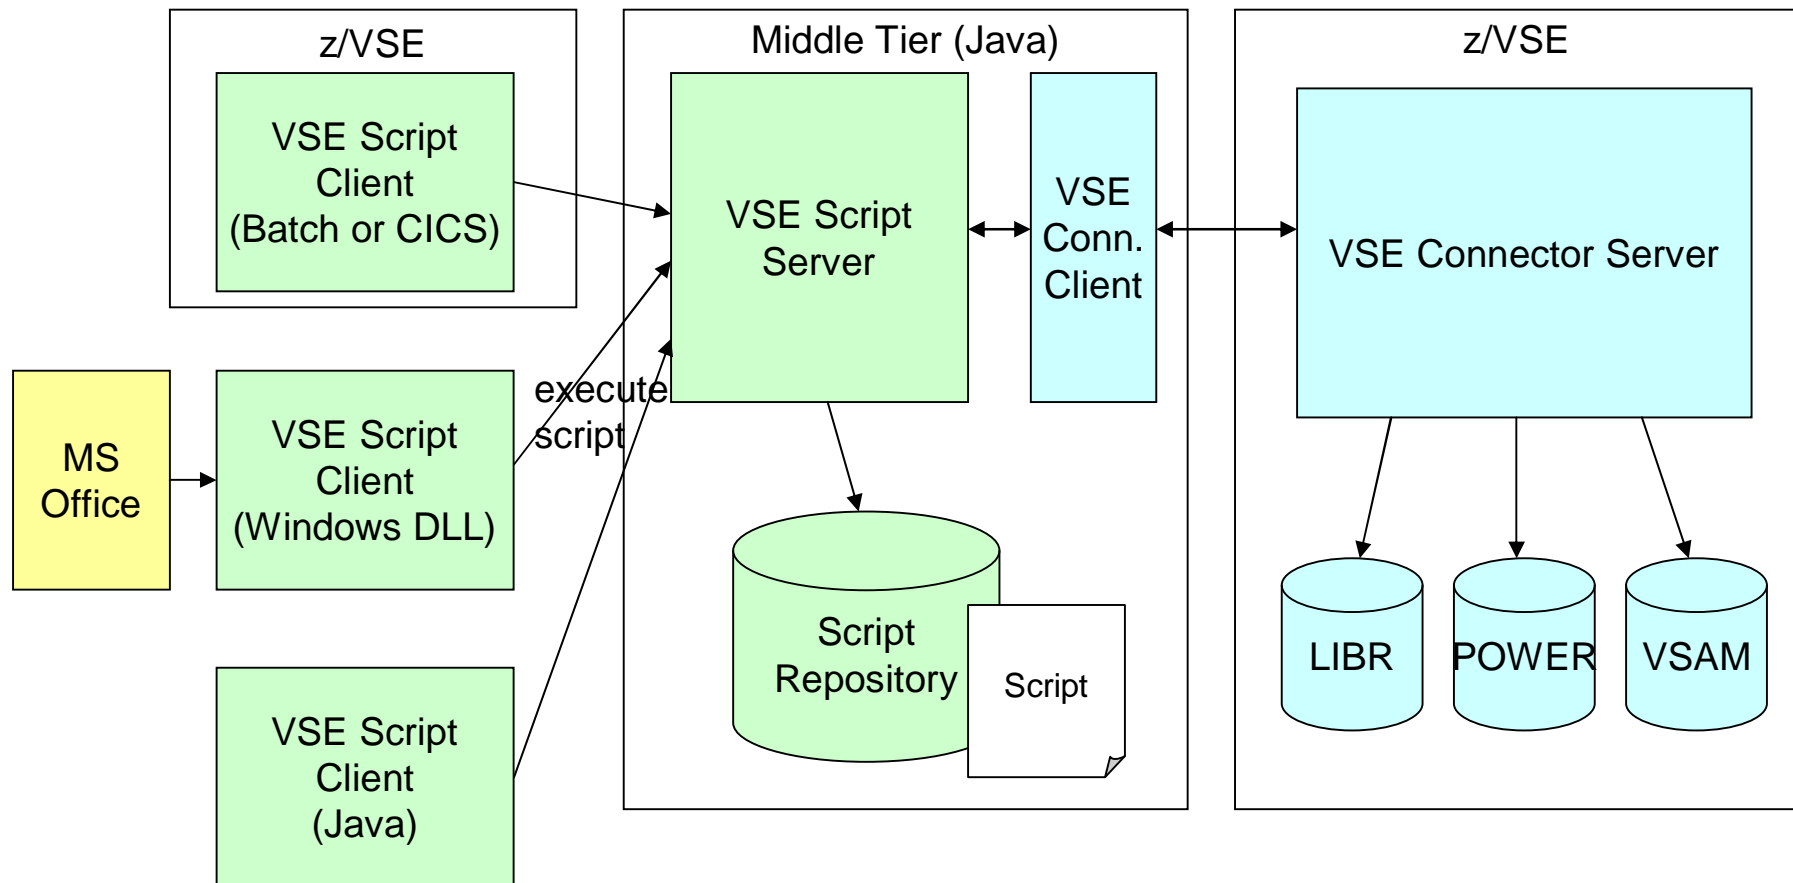 z/VSE
VSE Script
Client
(Batch or CICS)
MS
Office
VSE Script
Client
(Windows DLL)
VSE Script
Client
(Java)
execute
script
Middle Tier (Java)
VSE Script
Server
VSE
Conn.
Client
Script
Repository
Script
z/VSE
VSE Connector Server
LIBR
POWER
VSAM